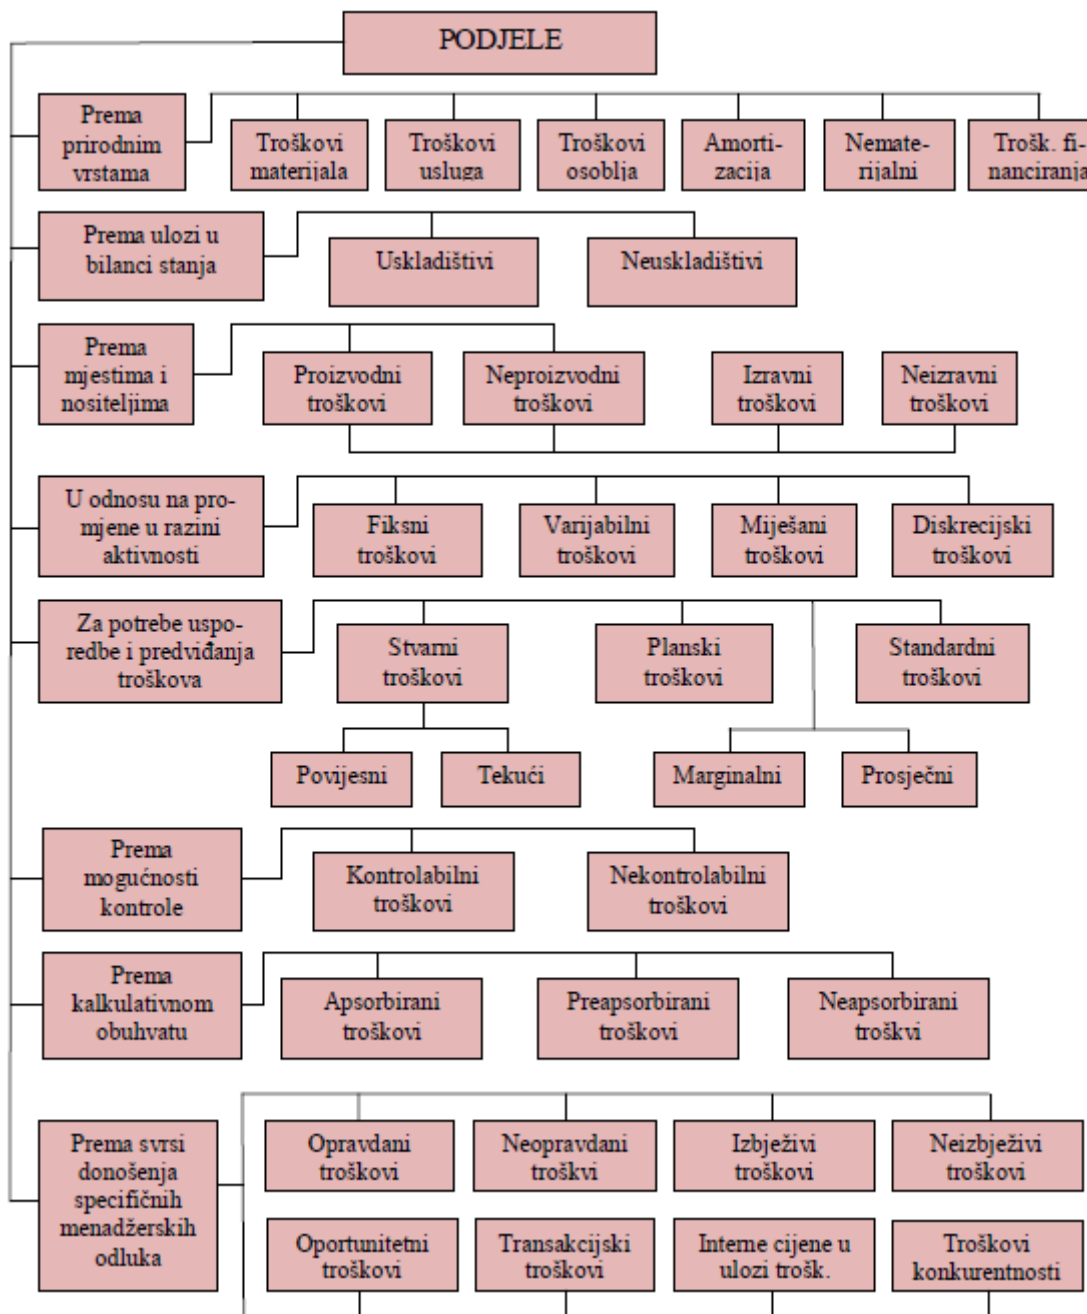 PODJELE
Prema
prirodnim
vrstama
Troškovi
materijala
Troškovi
usluga
Troškovi
osoblja
Amorti-
zacija
Nemate-
rijalni
Trošk. fi-
nanciranja
Prema ulozi u
bilanci stanja
Uskladištivi
Neuskladištivi
Prema
mjestima i
nositeljima
Proizvodni
troškovi
Neproizvodni
troškovi
Izravni
troškovi
Neizravni
troškovi
U odnosu na pro-
mjene u razini
aktivnosti
Fiksni
troškovi
Varijabilni
troškovi
Miješani
troškovi
Diskrecijski
troškovi
Za potrebe uspo-
redbe i predviđanja
troškova
Stvarni
troškovi
Planski
troškovi
Standardni
troškovi
Povijesni
Tekući
Marginalni
Prosječni
Prema
mogućnosti
kontrole
Kontrolabilni
troškovi
Nekontrolabilni
troškovi
Prema
kalkulativnom
obuhvatu
Apsorbirani
troškovi
Preapsorbirani
troškovi
Neapsorbirani
troškvi
Prema svrsi
donošenja
specifičnih
menadžerskih
odluka
Opravdani
troškovi
Neopravdani
troškvi
Izbježivi
troškovi
Neizbježivi
troškovi
Oportunitetni
troškovi
Transakcijski
troškovi
Interne cijene u
ulozi trošk.
Troškovi
konkurentnosti